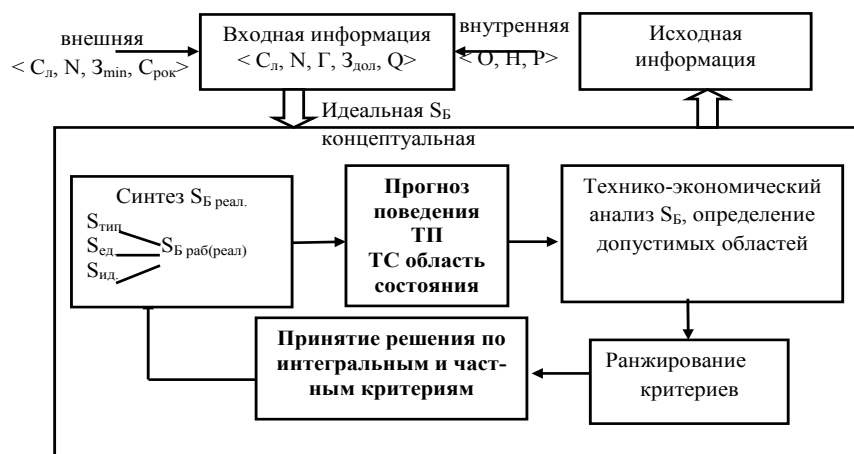 внешняя
< Сл, N, Зmin, Срок>
Входная информация
< Сл, N, Г, Здол, Q>
внутренняя
< О, Н, Р>
Исходная
информация
Идеальная SБ
концептуальная
Синтез SБ реал.
Sтип
Sед.
Sид.
SБ раб(реал)
Прогноз
поведения
ТП
ТС область
состояния
Технико-экономический
анализ SБ, определение
допустимых областей
Принятие решения по
интегральным и част-
ным критериям
Ранжирование
критериев